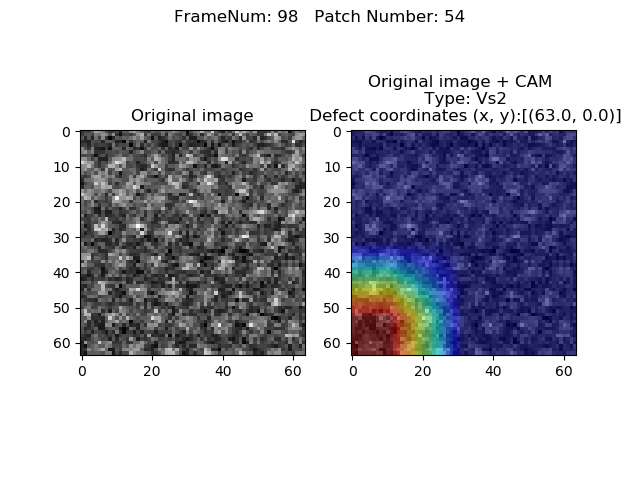 FrameNum: 98   Patch Number: 54
Original image
Original image + CAM
Type: Vs2
Defect coordinates (x, y):[(63.0, 0.0)]
0
10
20
30
40
50
60
0 20 40 60
0
10
20
30
40
50
60
0 20 40 60